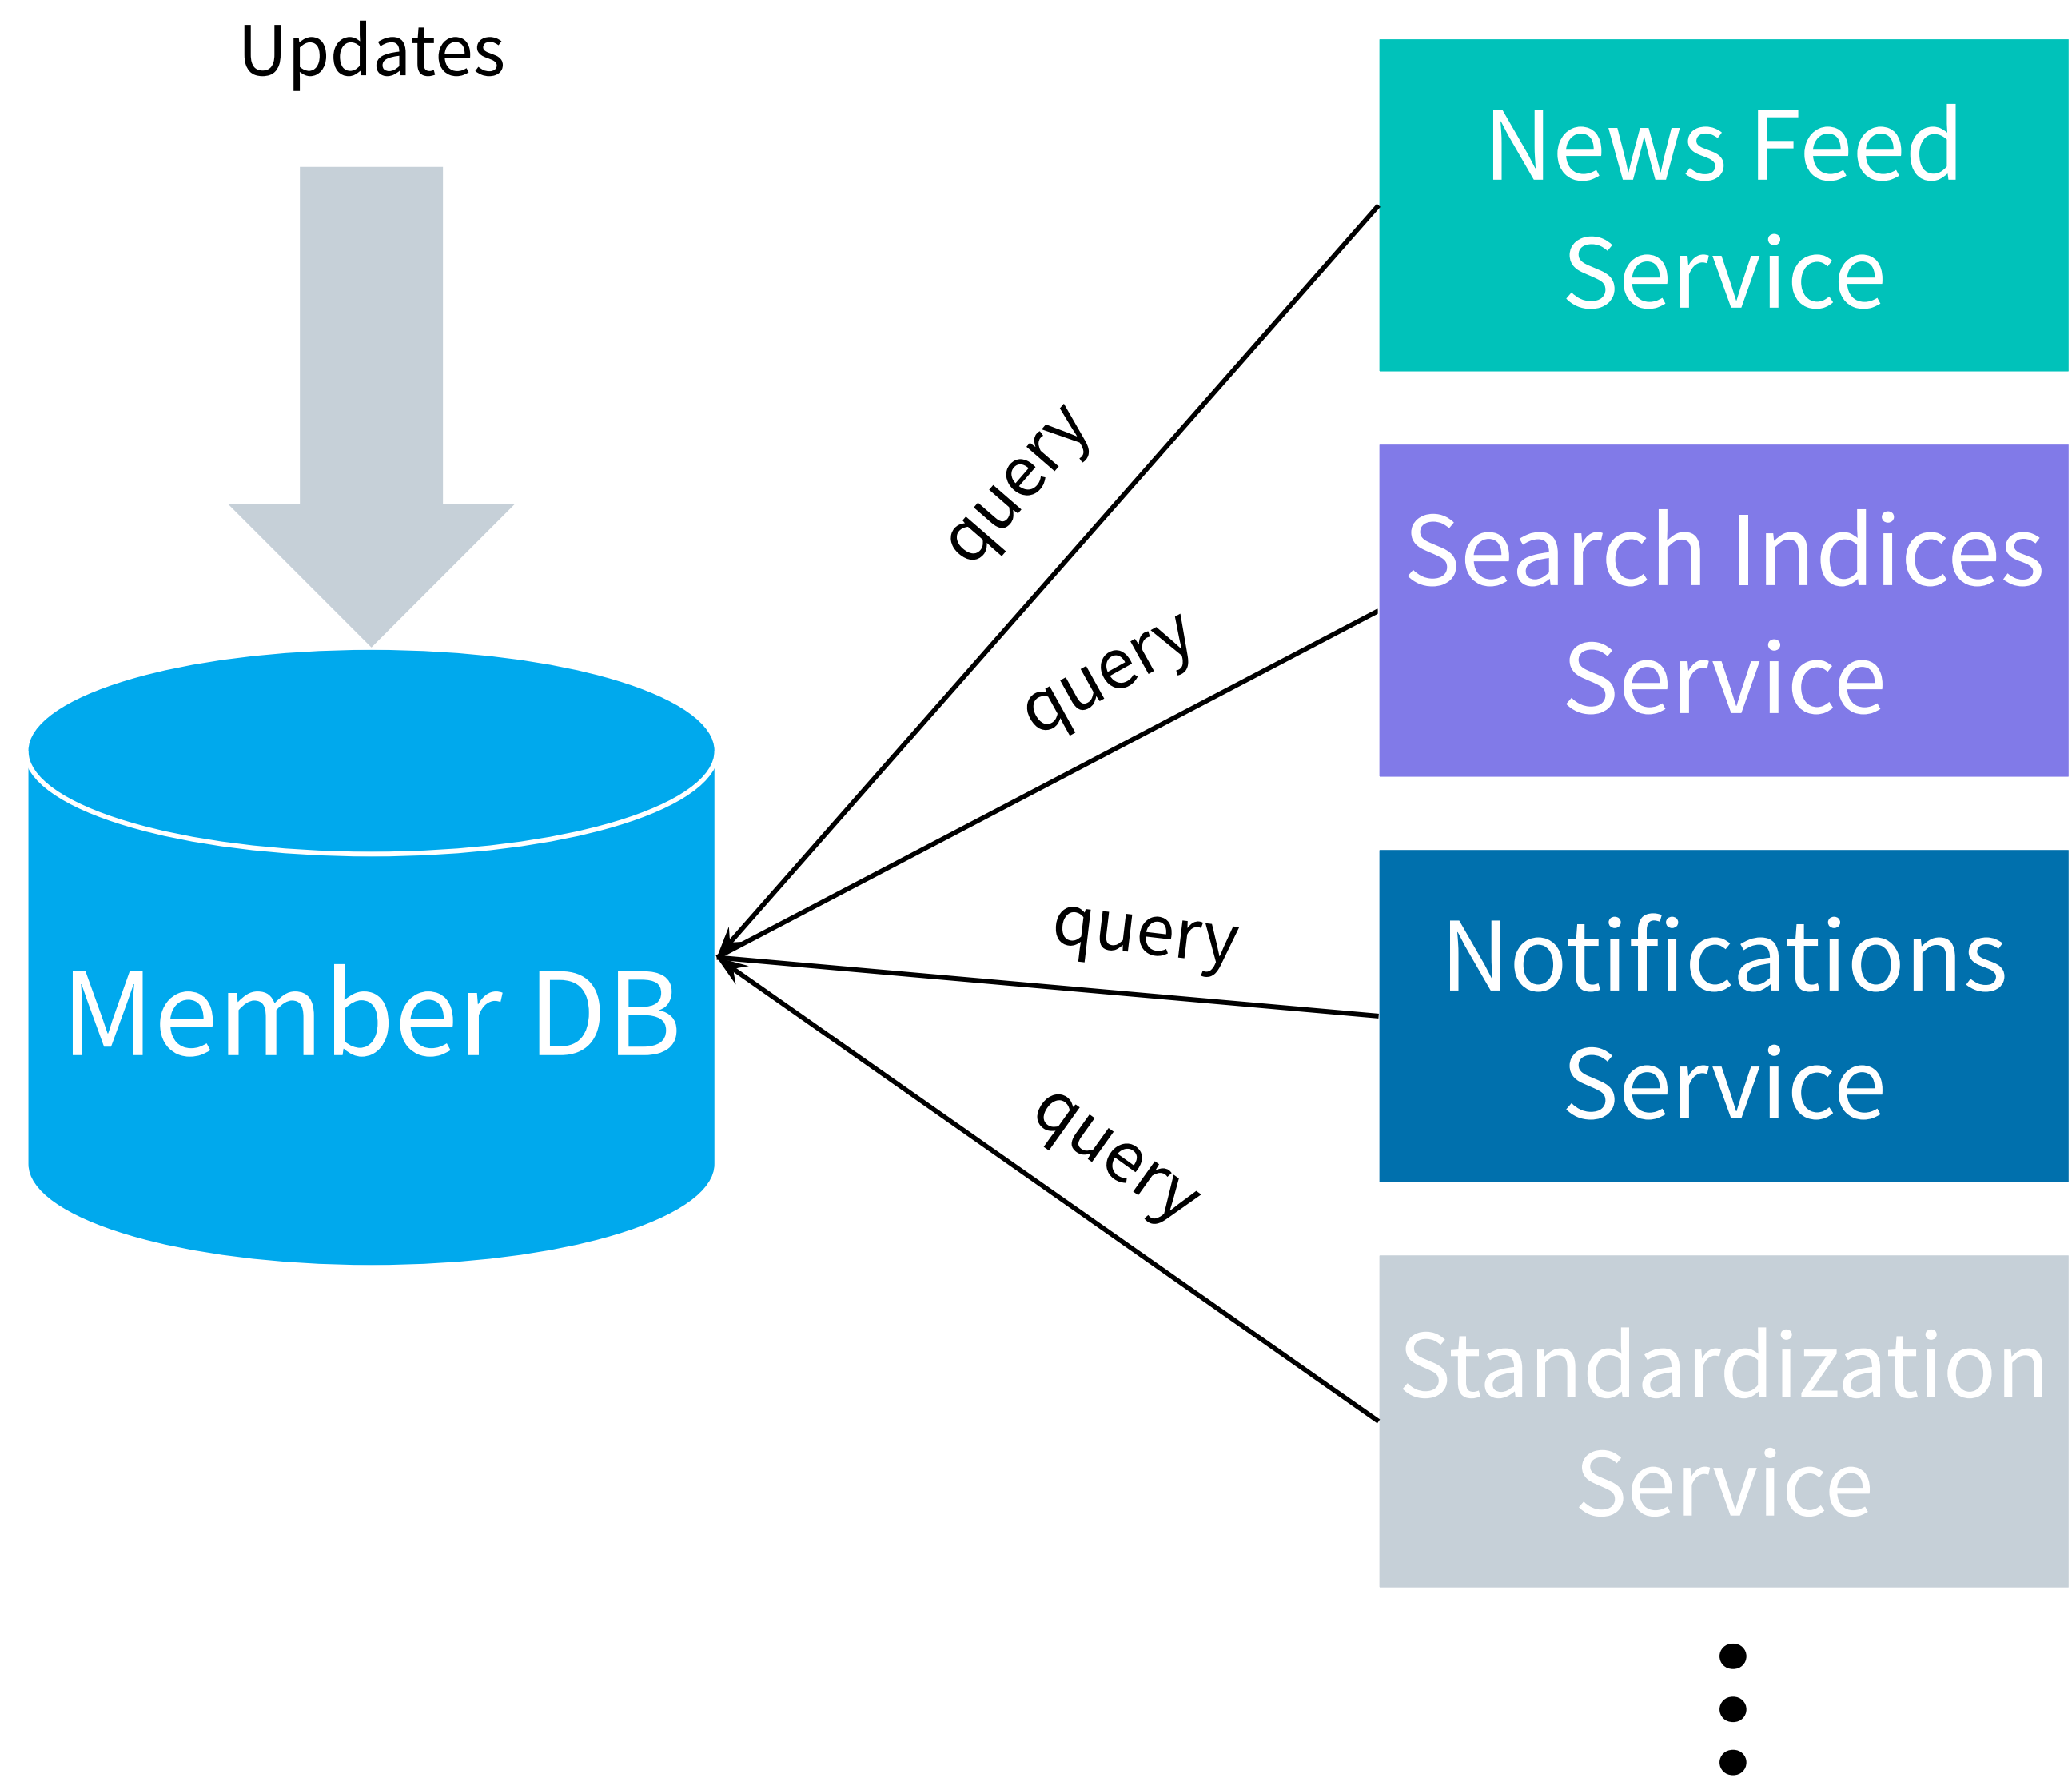 Updates
News Feed
Service
query
Search Indices
Service
query
query
Notifications
Service
Member DB
query
Standardization
Service